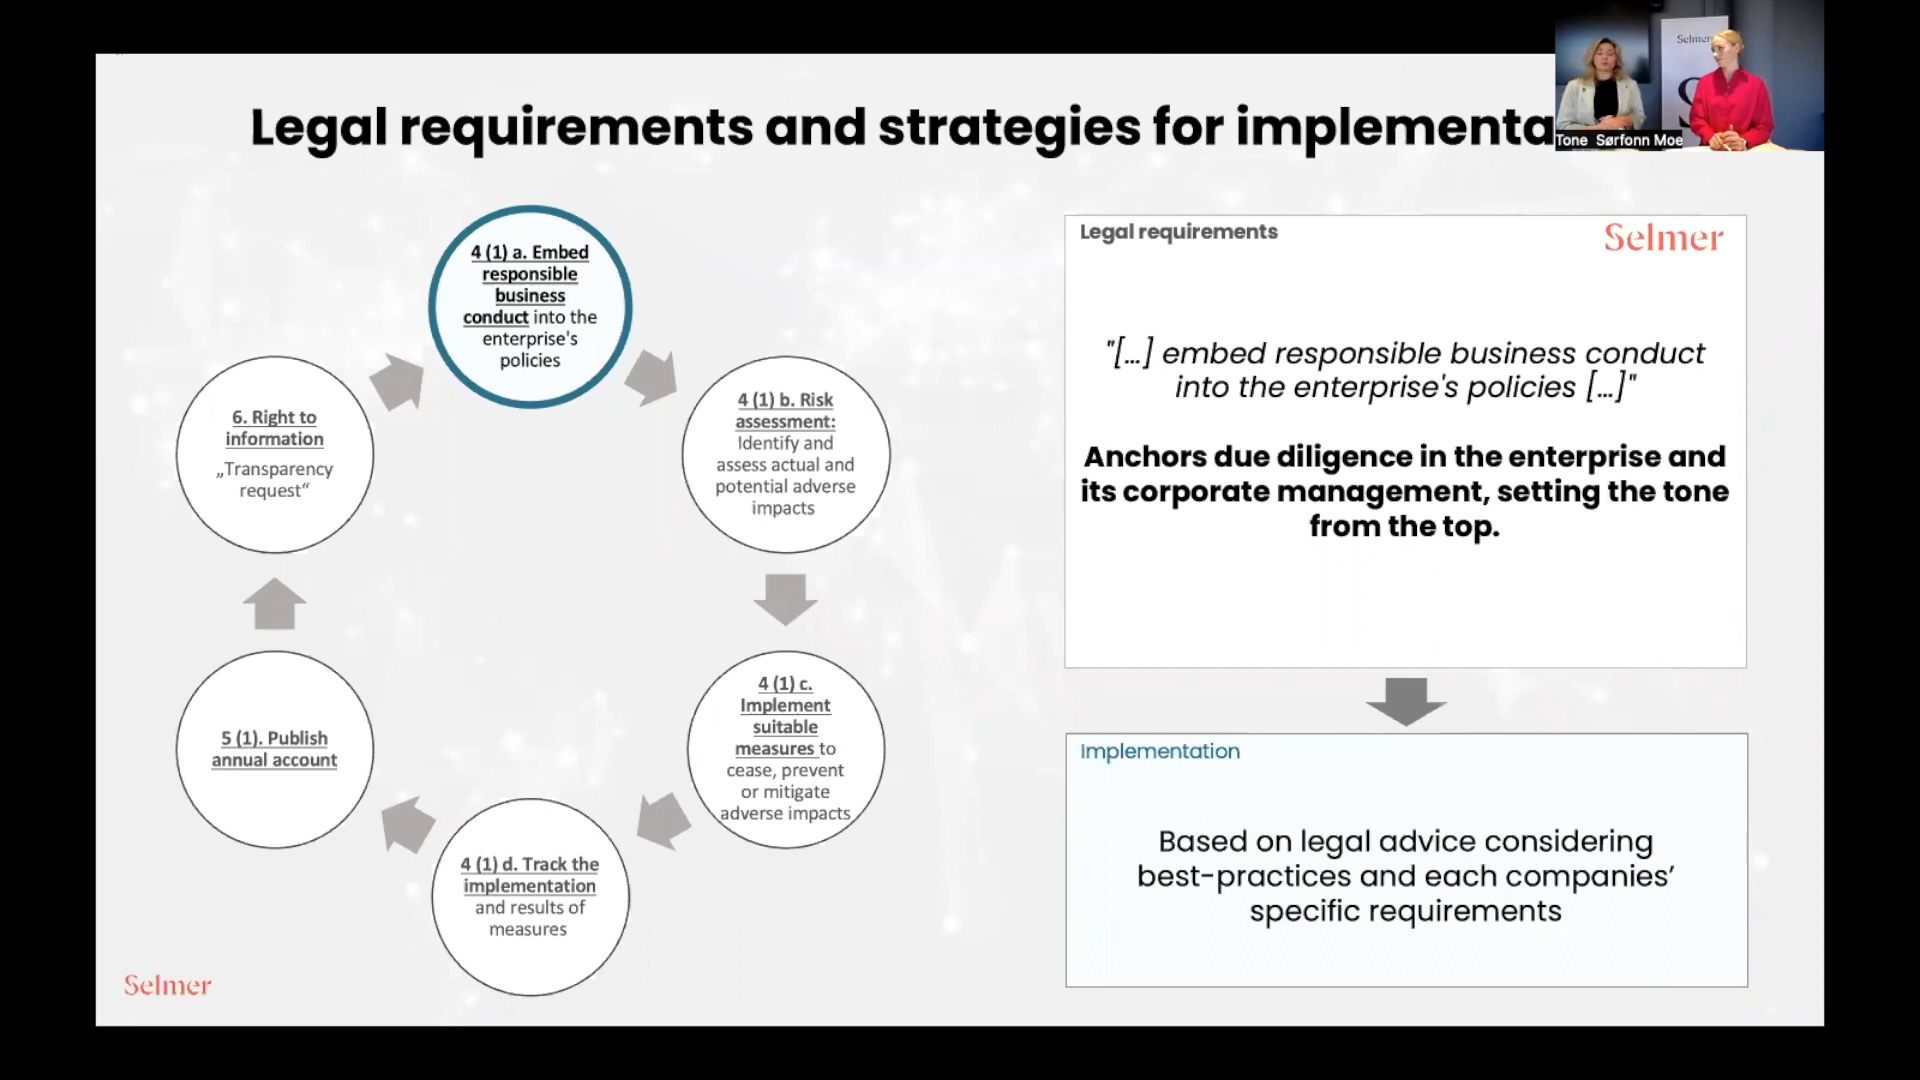 Legal requirements and strategies for implementa
Selmer
Tone Sørfonn Moe
4 (1) a. Embed
responsible
business
conduct into the
enterprise's
policies
4 (1) b. Risk
assessment:
Identify and
assess actual and
potential adverse
impacts
4 (1) c.
Implement
suitable
measures to
cease, prevent
or mitigate
adverse impacts
4 (1) d. Track the
implementation
and results of
measures
5 (1). Publish
annual account
6. Right to
information
„Transparency
request“
Legal requirements
Selmer
"[...] embed responsible business conduct
into the enterprise's policies [...]"
Anchors due diligence in the enterprise and
its corporate management, setting the tone
from the top.
Implementation
Based on legal advice considering
best-practices and each companies’
specific requirements
Selmer